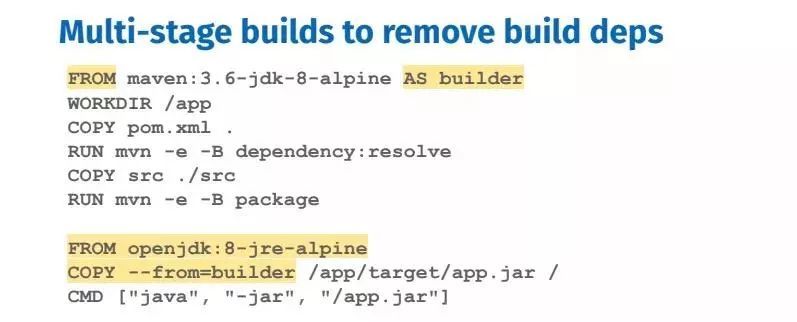 Multi-stage builds to remove build deps
FROM maven:3.6-jdk-8-alpine AS builder
WORKDIR /app
COPY pom.xml .
RUN mvn -e -B dependency:resolve
COPY src ./src
RUN mvn -e -B package
FROM openjdk:8-jre-alpine
COPY --from=builder /app/target/app.jar /
CMD ["java", "-jar", "/app.jar"]